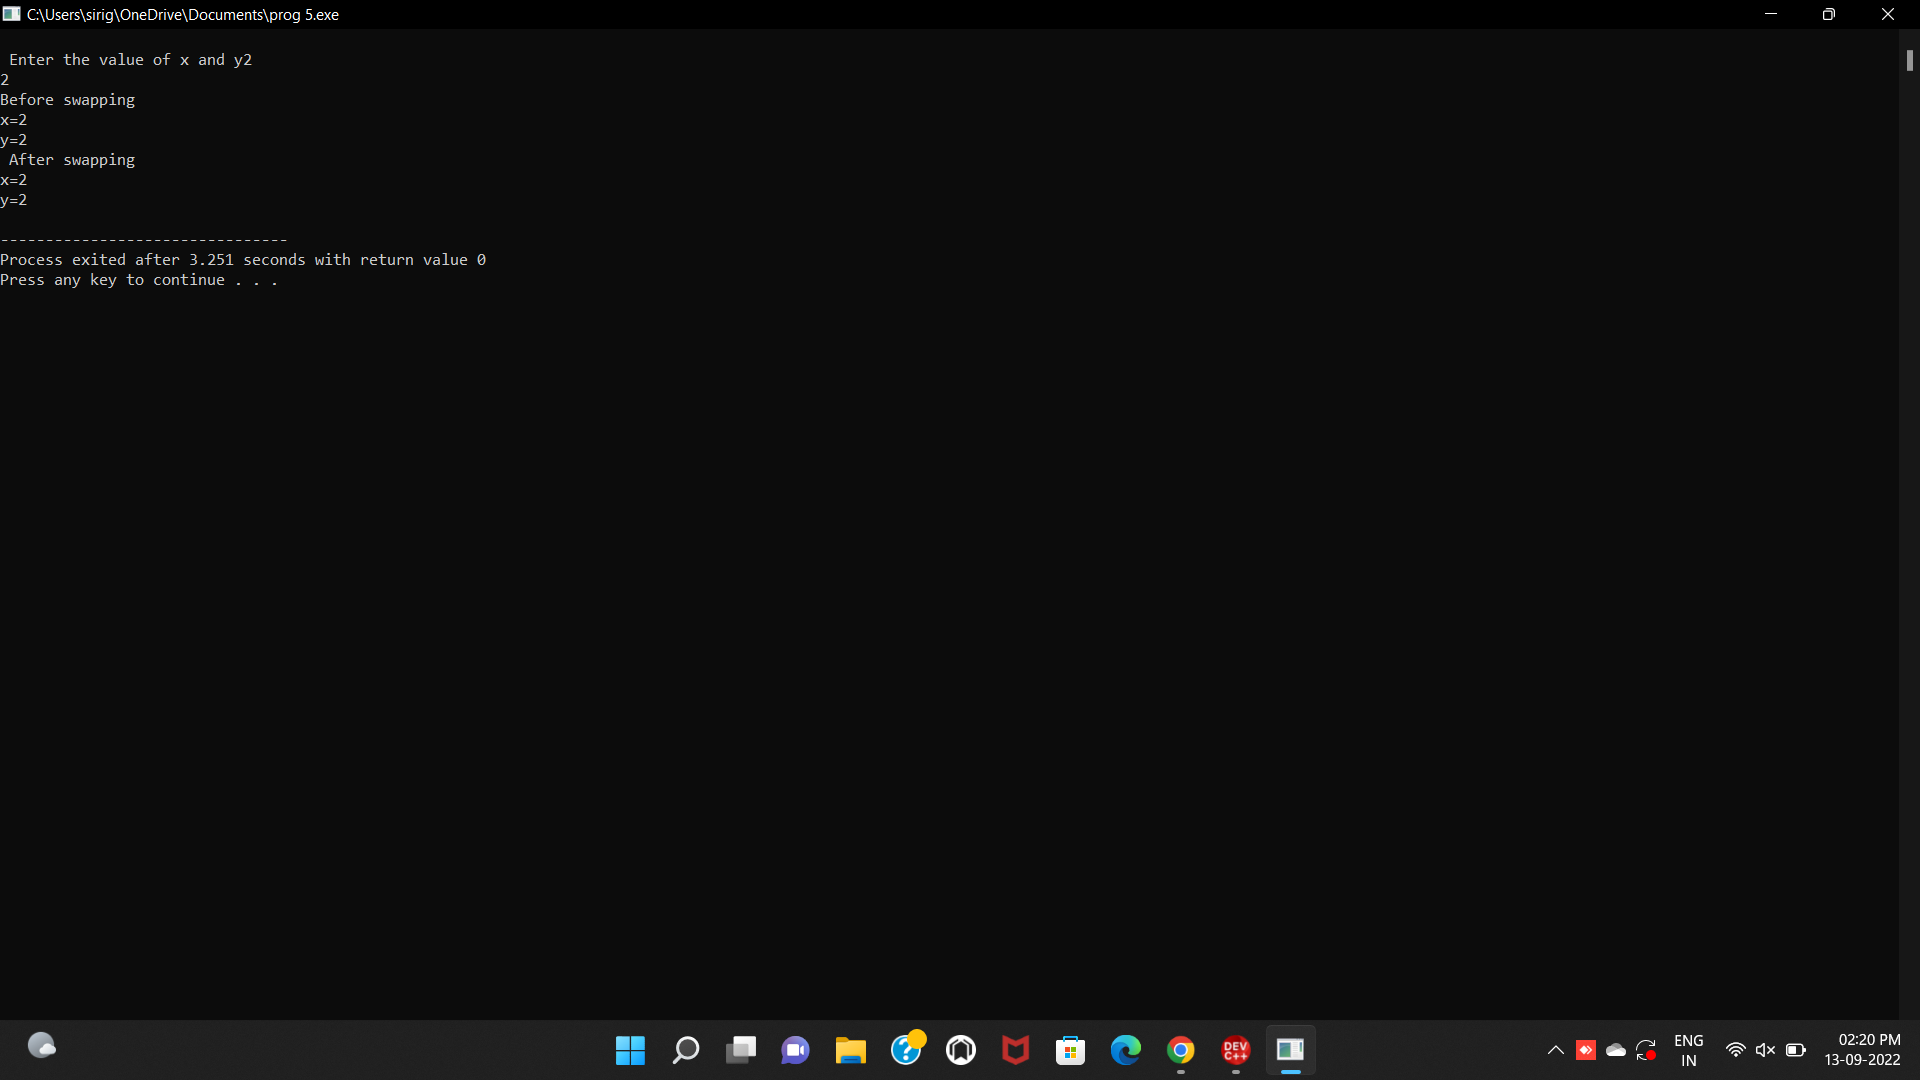 C:\Users\sirig\OneDrive\Documents\prog 5.exe
Enter the value of x and y2
2
Before swapping
x=2
y=2
After swapping
x=2
y=2
--------------------------------
Process exited after 3.251 seconds with return value 0
Press any key to continue . . .
DEV
C++
ENG
IN
02:20 PM
13-09-2022